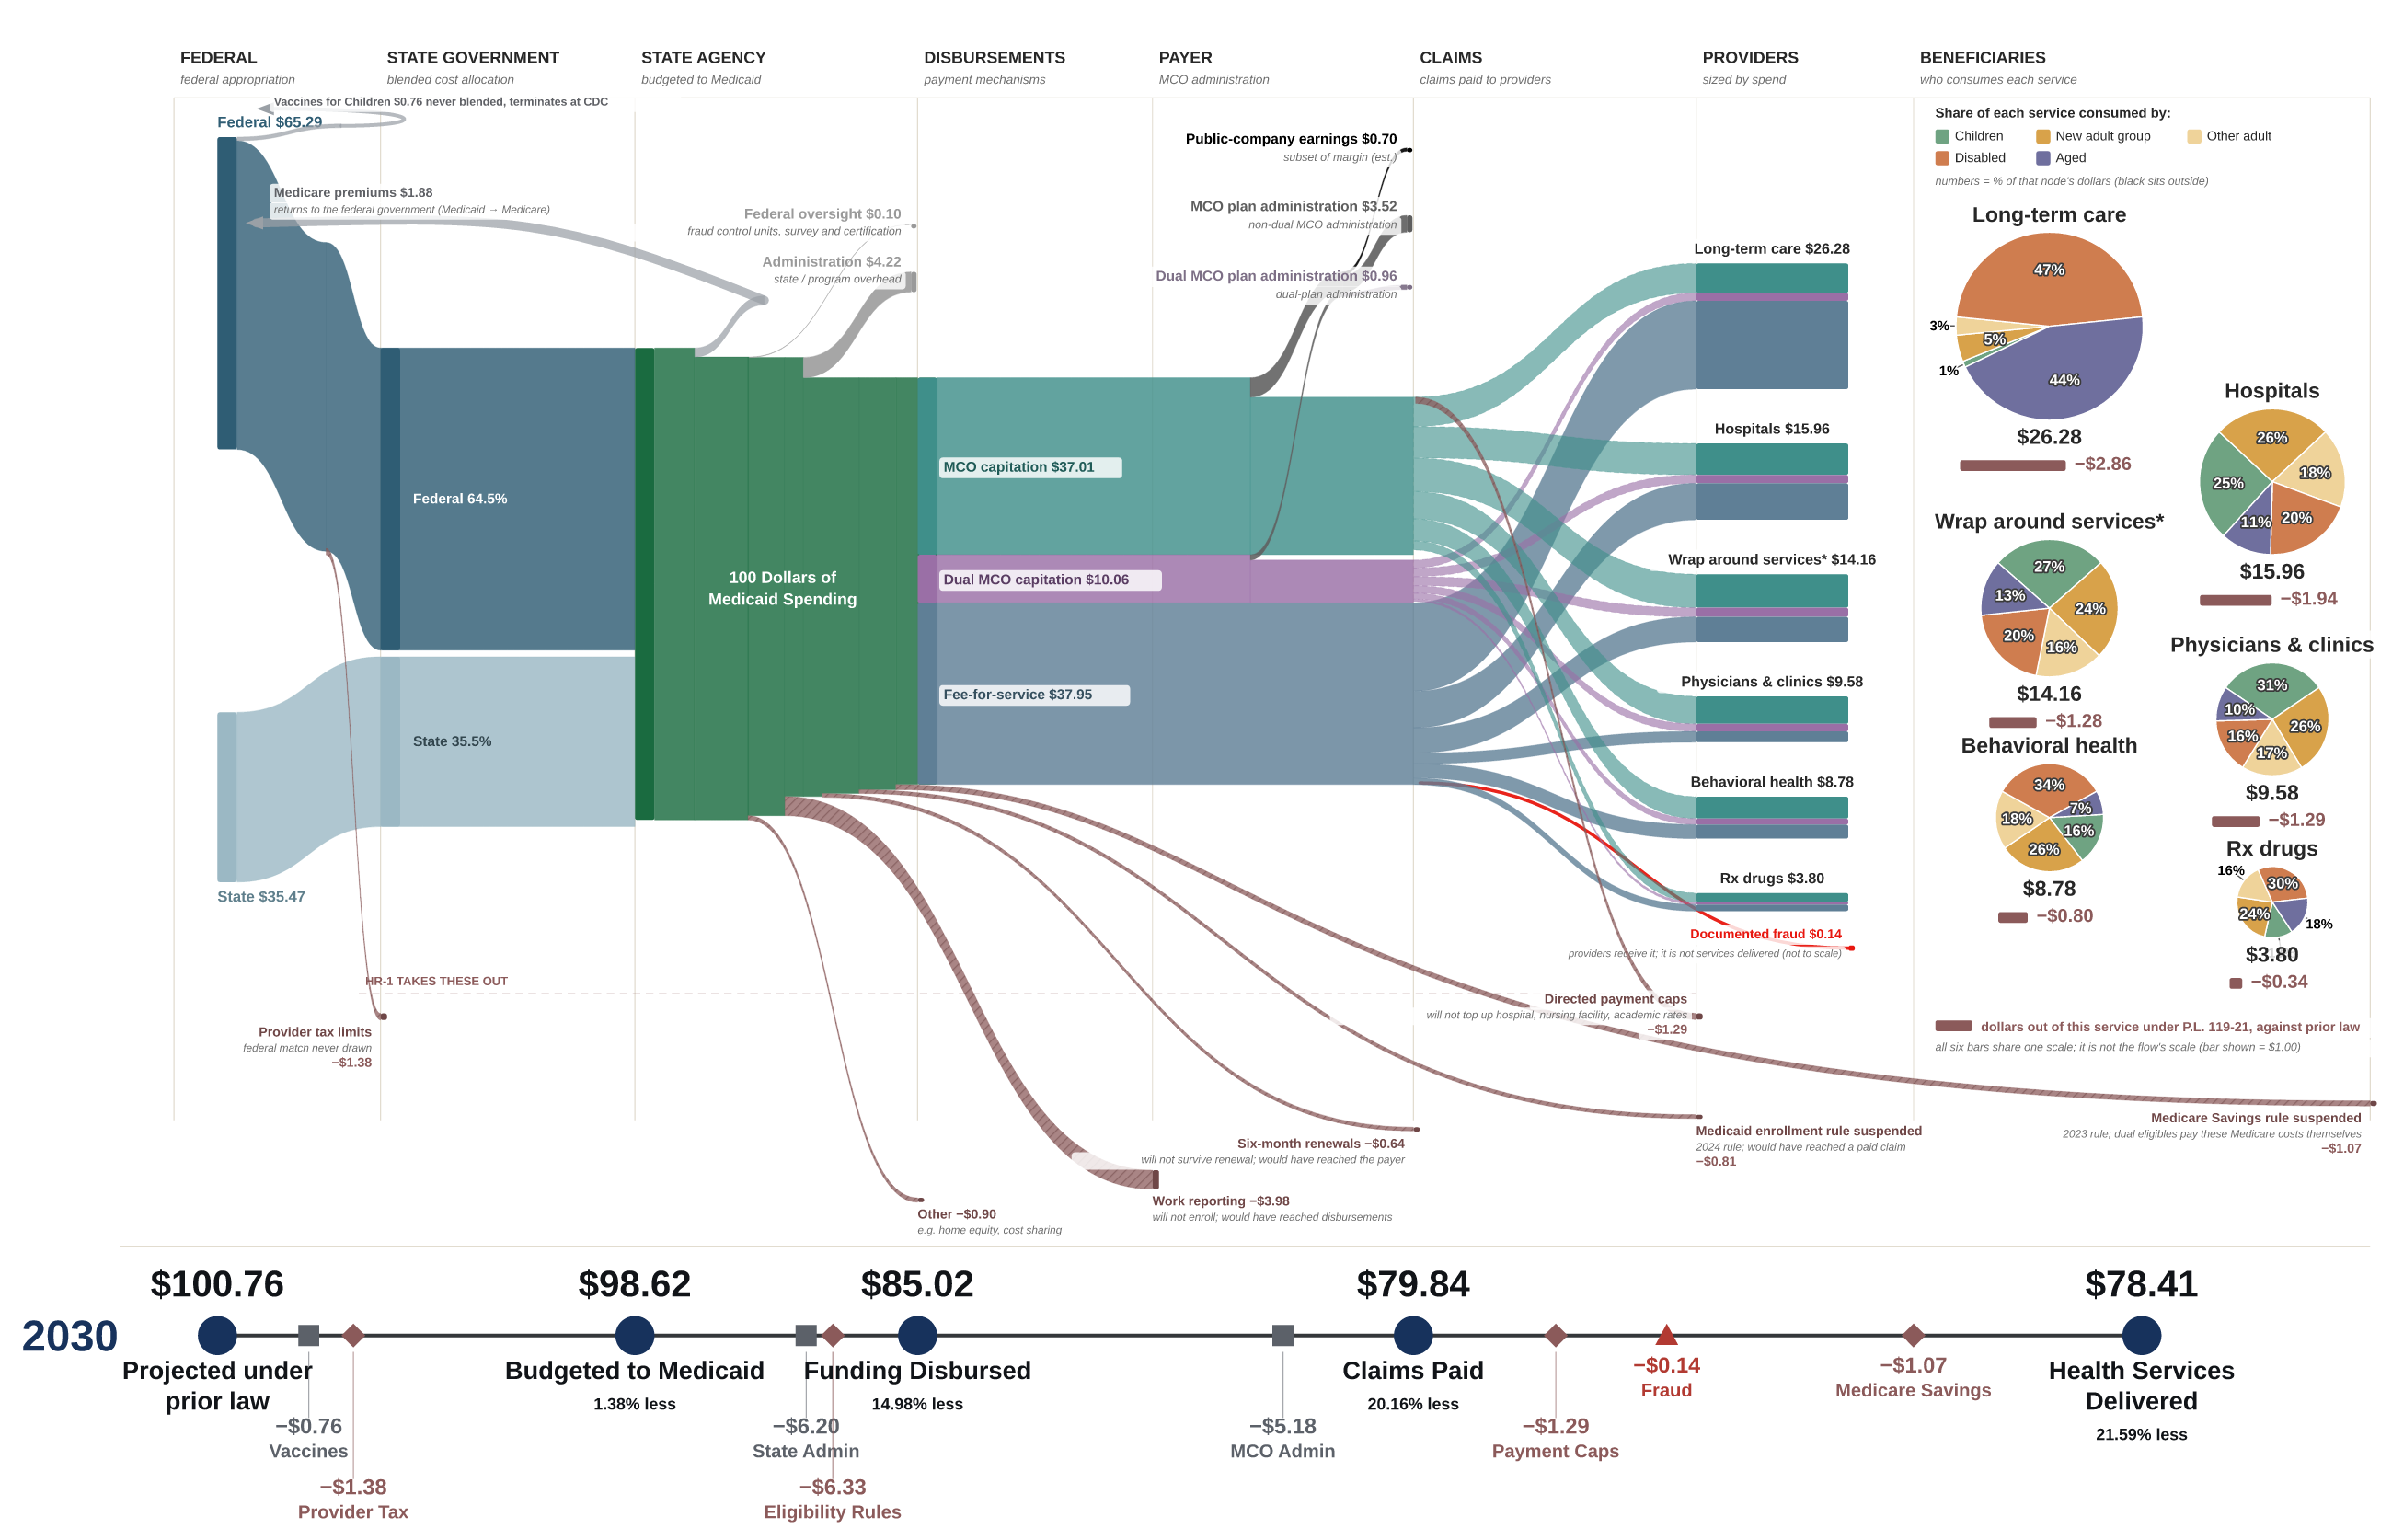 FEDERAL
federal appropriation
STATE GOVERNMENT
blended cost allocation
STATE AGENCY
budgeted to Medicaid
DISBURSEMENTS
payment mechanisms
PAYER
MCO administration
CLAIMS
claims paid to providers
PROVIDERS
sized by spend
BENEFICIARIES
who consumes each service
Vaccines for Children $0.76 never blended, terminates at CDC
Federal $65.29
Medicare premiums $1.88
returns to the federal government (Medicaid → Medicare)
Federal oversight $0.10
fraud control units, survey and certification
Administration $4.22
state / program overhead
Public-company earnings $0.70
subset of margin (est.)
MCO plan administration $3.52
non-dual MCO administration
Dual MCO plan administration $0.96
dual-plan administration
Federal 64.5%
State 35.5%
State $35.47
100 Dollars of
Medicaid Spending
MCO capitation $37.01
Dual MCO capitation $10.06
Fee-for-service $37.95
Long-term care $26.28
Hospitals $15.96
Wrap around services* $14.16
Physicians & clinics $9.58
Behavioral health $8.78
Rx drugs $3.80
Documented fraud $0.14
providers receive it; it is not services delivered (not to scale)
Share of each service consumed by:
Children
New adult group
Other adult
Disabled
Aged
numbers = % of that node's dollars (black sits outside)
Long-term care
47%
3%
5%
1%
44%
$26.28
−$2.86
Hospitals
26%
18%
25%
11%
20%
$15.96
−$1.94
Wrap around services*
27%
13%
24%
20%
16%
$14.16
−$1.28
Physicians & clinics
31%
10%
26%
16%
17%
$9.58
−$1.29
Behavioral health
34%
7%
18%
16%
26%
$8.78
−$0.80
Rx drugs
16%
30%
24%
18%
$3.80
−$0.34
dollars out of this service under P.L. 119-21, against prior law
all six bars share one scale; it is not the flow's scale (bar shown = $1.00)
HR-1 TAKES THESE OUT
Provider tax limits
federal match never drawn
−$1.38
Directed payment caps
will not top up hospital, nursing facility, academic rates
−$1.29
Six-month renewals −$0.64
will not survive renewal; would have reached the payer
Medicaid enrollment rule suspended
2024 rule; would have reached a paid claim
−$0.81
Medicare Savings rule suspended
2023 rule; dual eligibles pay these Medicare costs themselves
−$1.07
Work reporting −$3.98
will not enroll; would have reached disbursements
Other −$0.90
e.g. home equity, cost sharing
2030
$100.76
Projected under
prior law
−$0.76
Vaccines
−$1.38
Provider Tax
$98.62
Budgeted to Medicaid
1.38% less
−$6.20
State Admin
−$6.33
Eligibility Rules
$85.02
Funding Disbursed
14.98% less
−$5.18
MCO Admin
$79.84
Claims Paid
20.16% less
−$1.29
Payment Caps
−$0.14
Fraud
−$1.07
Medicare Savings
$78.41
Health Services
Delivered
21.59% less